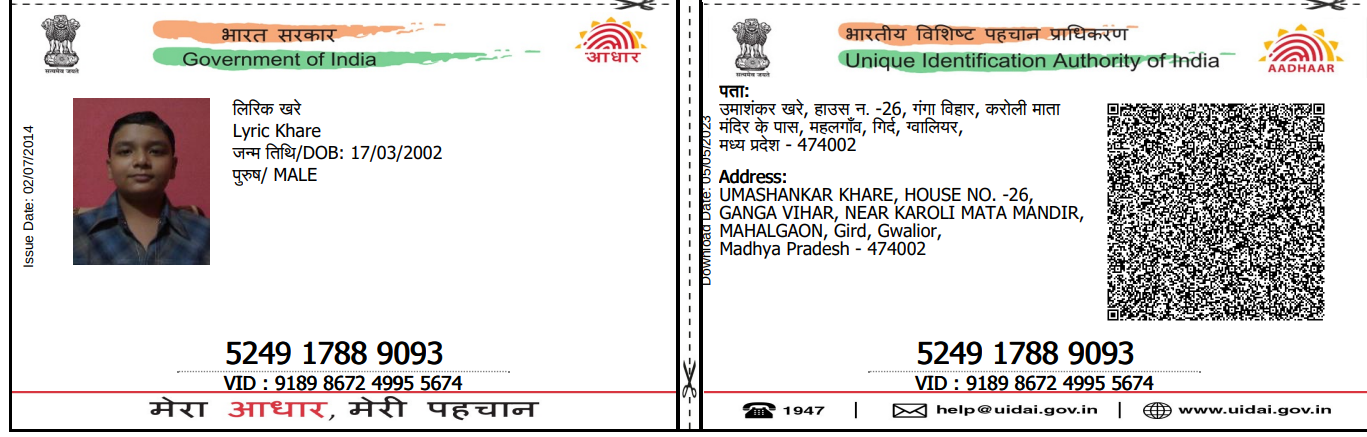 भारत सरकार
Government of India
सत्यमेव जयते
आधार
Issue Date: 02/07/2014
लिरिक खरे
Lyric Khare
जन्म तिथि/DOB: 17/03/2002
पुरुष/ MALE
5249 1788 9093
VID : 9189 8672 4995 5674
मेरा आधार, मेरी पहचान
भारतीय विशिष्ट पहचान प्राधिकरण
Unique Identification Authority of India
सत्यमेव जयते
AADHAAR
Download Date: 05/05/2023
पता:
उमाशंकर खरे, हाउस न. -26, गंगा विहार, करोली माता
मंदिर के पास, महलगाँव, गिर्द, ग्वालियर,
मध्य प्रदेश - 474002
Address:
UMASHANKAR KHARE, HOUSE NO. -26,
GANGA VIHAR, NEAR KAROLI MATA MANDIR,
MAHALGAON, Gird, Gwalior,
Madhya Pradesh - 474002
5249 1788 9093
VID : 9189 8672 4995 5674
1947 | help@uidai.gov.in | www.uidai.gov.in